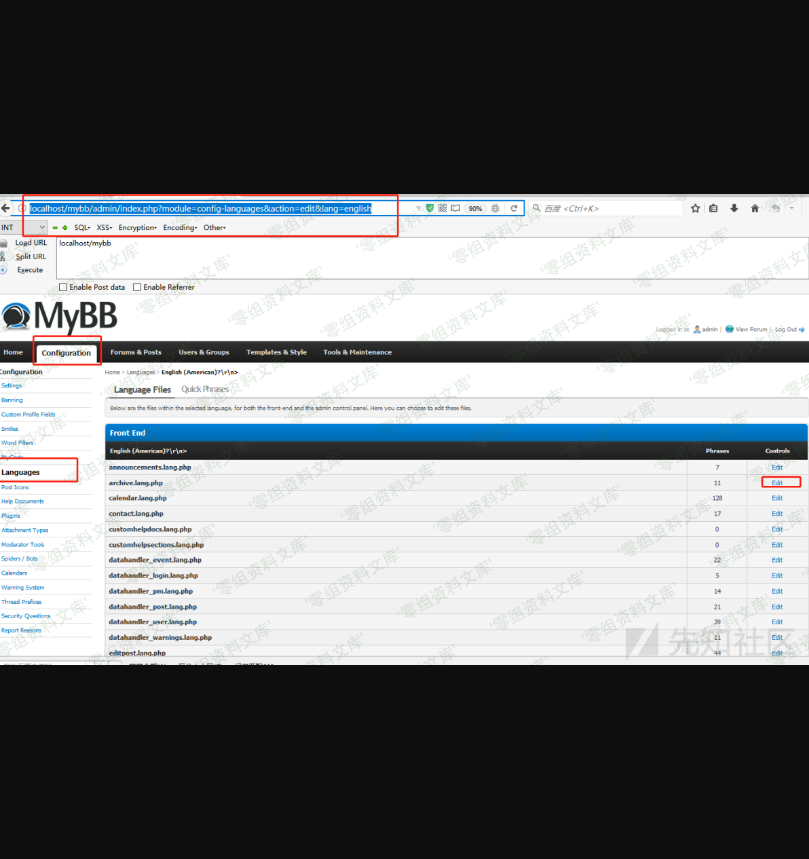 localhost/mybb/admin/index.php?module=config-languages&action=edit&lang=english
90%
百度 <Ctrl+K>
INT
SQL- XSS- Encryption- Encoding- Other-
Load URL
localhost/mybb
Split URL
Execute
Enable Post data Enable Referrer
MyBB
Logged in as admin | View Forum | Log Out
Home Configuration Forums & Posts Users & Groups Templates & Style Tools & Maintenance
Configuration
Home » Languages » English (American)?\r\n>
Settings
Language Files Quick Phrases
Banning
Below are the files within the selected language, for both the front-end and the admin control panel. Here you can choose to edit these files.
Custom Profile Fields
Smilies
Front End
Word Filters
English (American)?\r\n> Phrases Controls
MyCode
Languages
announcements.lang.php 7 Edit
archive.lang.php 11 Edit
Post Icons
calendar.lang.php 128 Edit
Help Documents
contact.lang.php 17 Edit
Plugins
customhelpdocs.lang.php 0 Edit
Attachment Types
customhelpsections.lang.php 0 Edit
Moderator Tools
datahandler_event.lang.php 22 Edit
Spiders / Bots
datahandler_login.lang.php 5 Edit
Calendars
datahandler_pm.lang.php 14 Edit
Warning System
Thread Prefixes
datahandler_post.lang.php 21 Edit
Security Questions
datahandler_user.lang.php 39 Edit
Report Reasons
datahandler_warnings.lang.php 11 Edit
editpost.lang.php 44 Edit
零组资料文库
先知社区